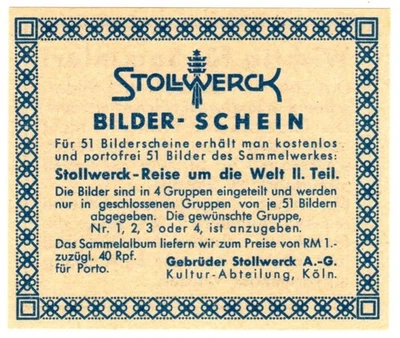 STOLLWERCK
BILDER-SCHEIN
Für 51 Bilderscheine erhält man kostenlos
und portofrei 51 Bilder des Sammelwerkes:
Stollwerck-Reise um die Welt II. Teil.
Die Bilder sind in 4 Gruppen eingeteilt und werden
nur in geschlossenen Gruppen von je 51 Bildern
abgegeben. Die gewünschte Gruppe,
Nr. 1, 2, 3 oder 4, ist anzugeben.
Das Sammelalbum liefern wir zum Preise von RM 1.-
zuzügl. 40 Rpf.
für Porto.
Gebrüder Stollwerck A.-G.
Kultur-Abteilung, Köln.